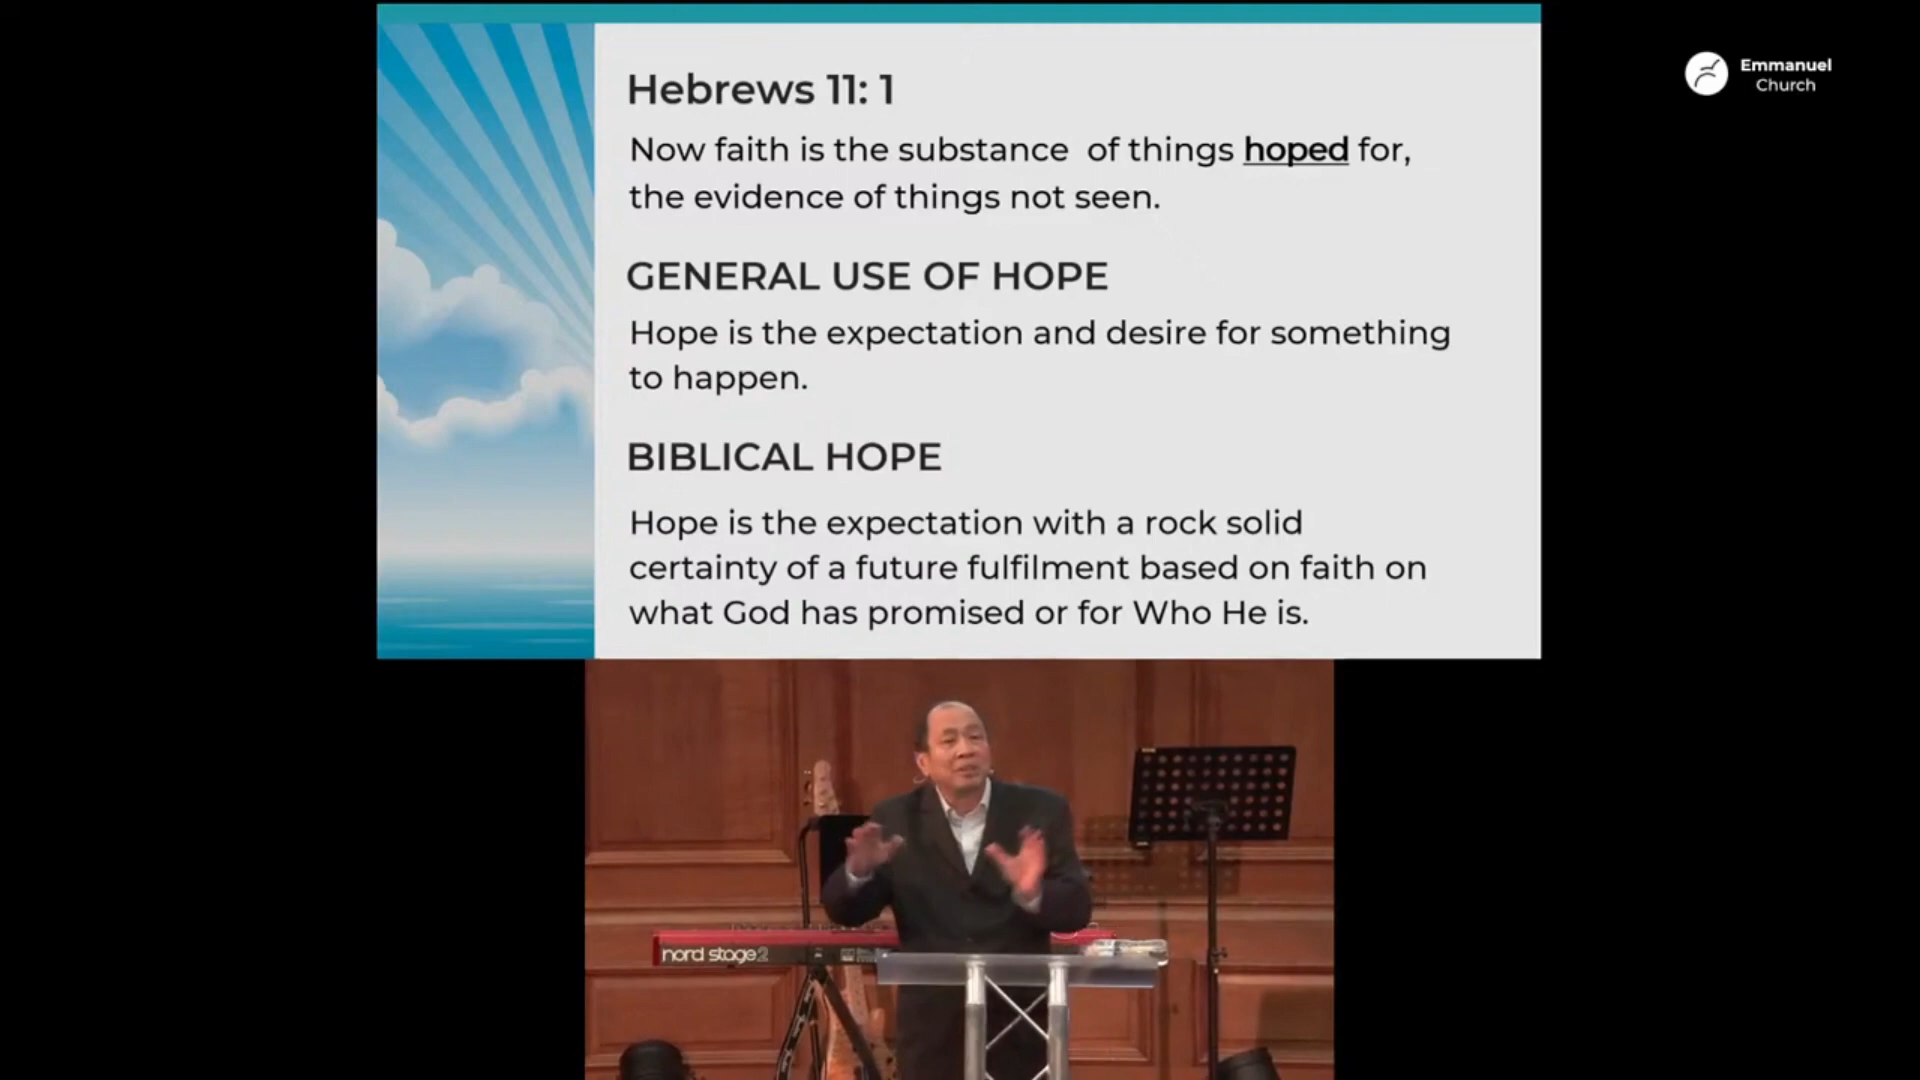 Hebrews 11: 1
Now faith is the substance of things hoped for,
the evidence of things not seen.
GENERAL USE OF HOPE
Hope is the expectation and desire for something
to happen.
BIBLICAL HOPE
Hope is the expectation with a rock solid
certainty of a future fulfilment based on faith on
what God has promised or for Who He is.
Emmanuel
Church
nord stage 2